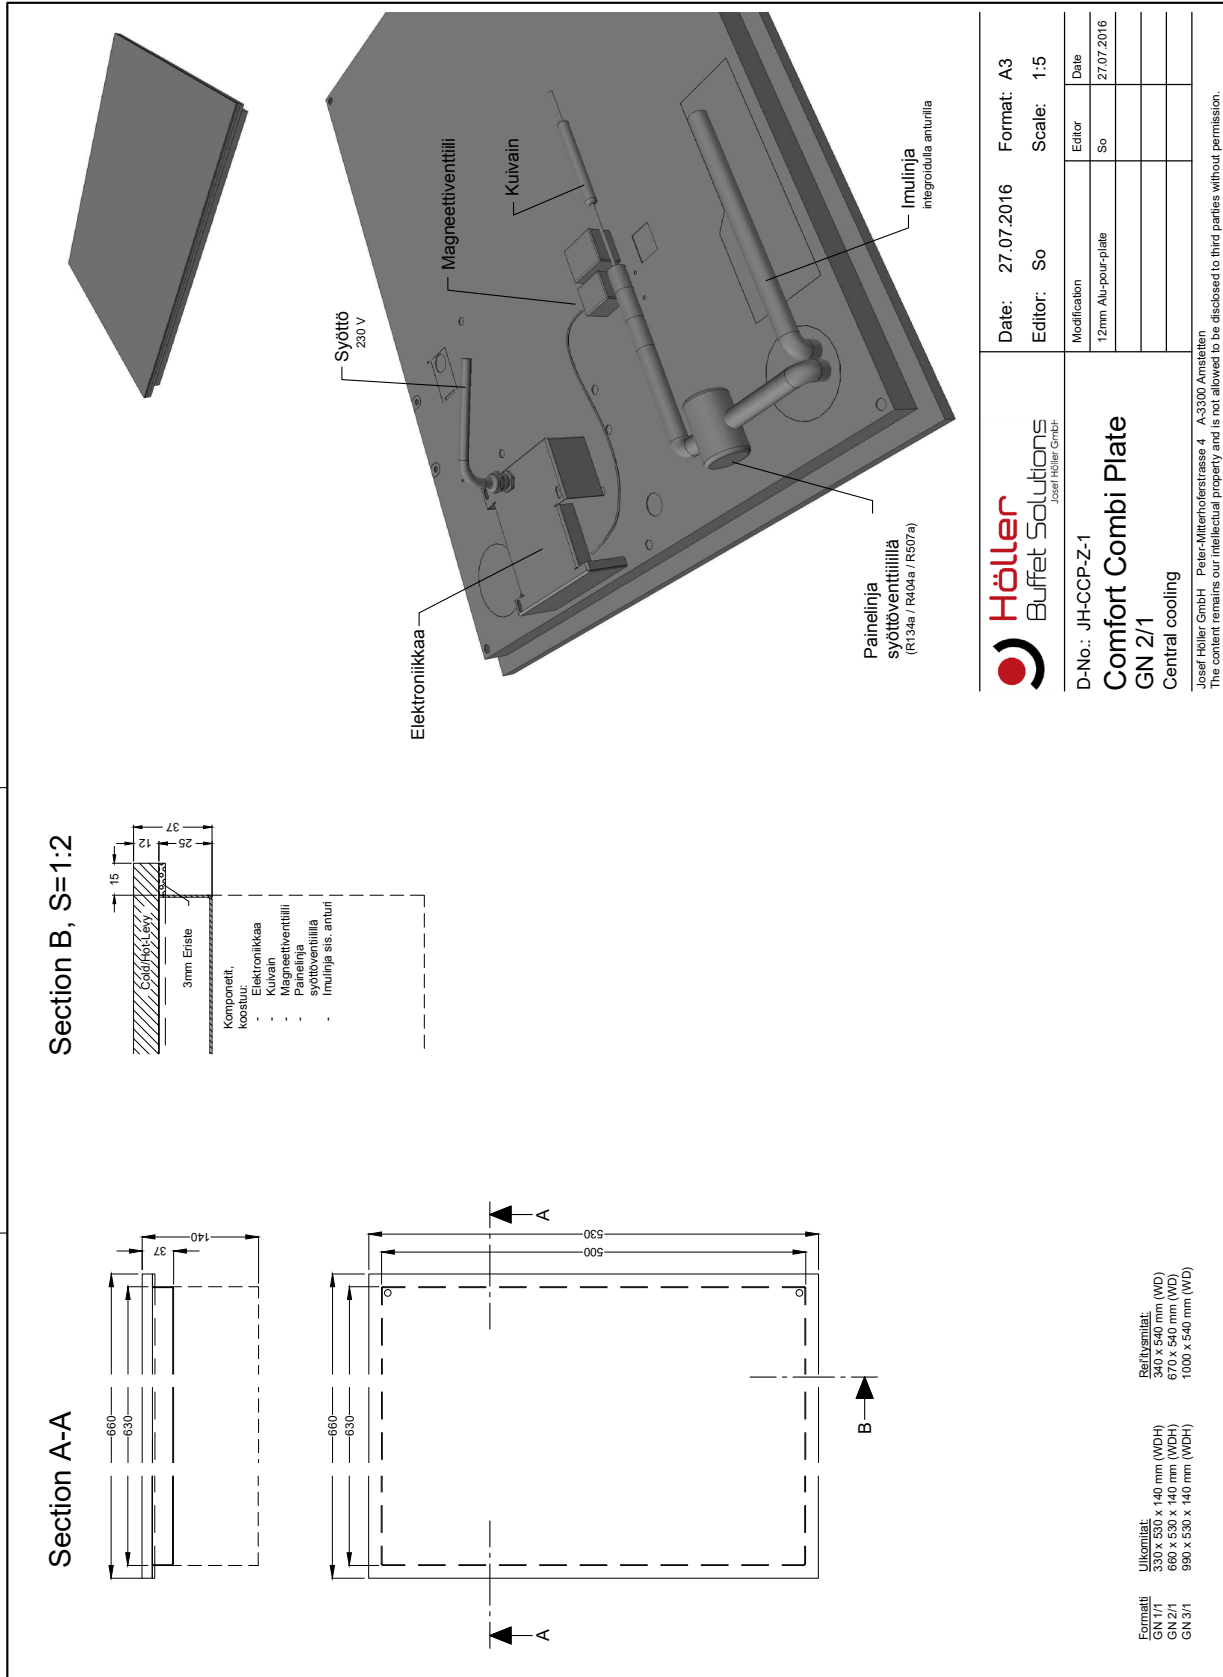 Section A-A
660
630
37
140
660
630
500
530
A
A
B
Section B, S=1:2
15
12
25
37
Cold/Hot-Levy
3mm Eriste
Komponetit,
koostuu:
- Elektroniikkaa
- Kuivain
- Magneettiventtiilli
- Painelinja
syöttöventiilillä
- Imulinja sis. anturi
Elektroniikkaa
Syöttö
230 V
Magneettiventtiili
Kuivain
Imulinja
integroidulla anturilla
Painelinja
syöttöventtiilillä
(R134a / R404a / R507a)
Formatti Ulkomitat: Rei'itysmitat:
GN 1/1 330 x 530 x 140 mm (WDH) 340 x 540 mm (WD)
GN 2/1 660 x 530 x 140 mm (WDH) 670 x 540 mm (WD)
GN 3/1 990 x 530 x 140 mm (WDH) 1000 x 540 mm (WD)
Höller
Buffet Solutions
Josef Höller GmbH
Date: 27.07.2016 Format: A3
Editor: So Scale: 1:5
D-No.: JH-CCP-Z-1
Comfort Combi Plate
GN 2/1
Central cooling
Modification Editor Date
12mm Alu-pour-plate So 27.07.2016
Josef Höller GmbH Peter-Mitterhoferstrasse 4 A-3300 Amstetten
The content remains our intellectual property and is not allowed to be disclosed to third parties without permission.